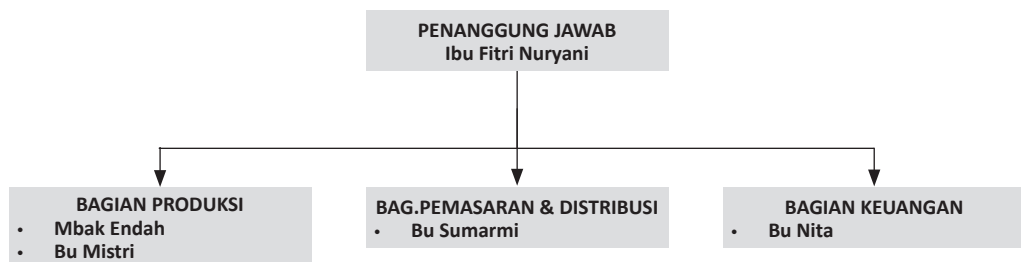 PENANGGUNG JAWAB
Ibu Fitri Nuryani
BAGIAN PRODUKSI
• Mbak Endah
• Bu Mistri
BAG.PEMASARAN & DISTRIBUSI
• Bu Sumarmi
BAGIAN KEUANGAN
• Bu Nita